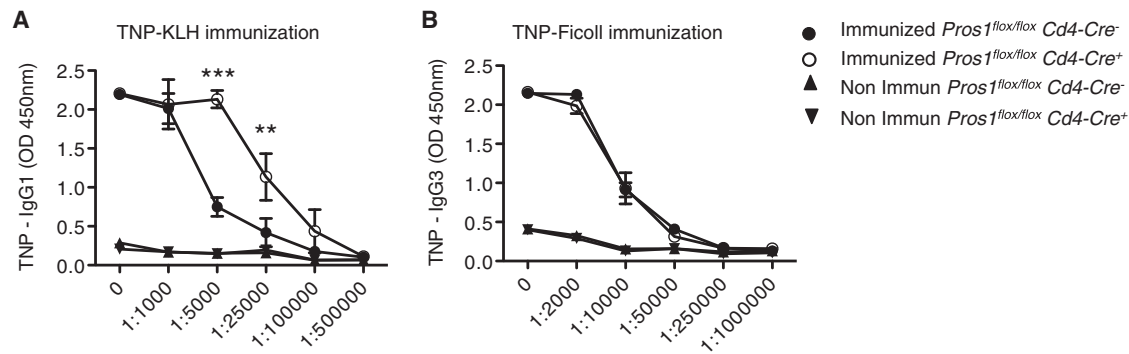 A
TNP-KLH immunization
TNP - IgG1 (OD 450nm)
2.5
2.0
1.5
1.0
0.5
0.0
***
**
0
1:1000
1:5000
1:25000
1:100000
1:500000
B
TNP-Ficoll immunization
TNP - IgG3 (OD 450nm)
2.5
2.0
1.5
1.0
0.5
0.0
0
1:2000
1:10000
1:50000
1:250000
1:1000000
Immunized Pros1flox/flox Cd4-Cre-
Immunized Pros1flox/flox Cd4-Cre+
Non Immun Pros1flox/flox Cd4-Cre-
Non Immun Pros1flox/flox Cd4-Cre+